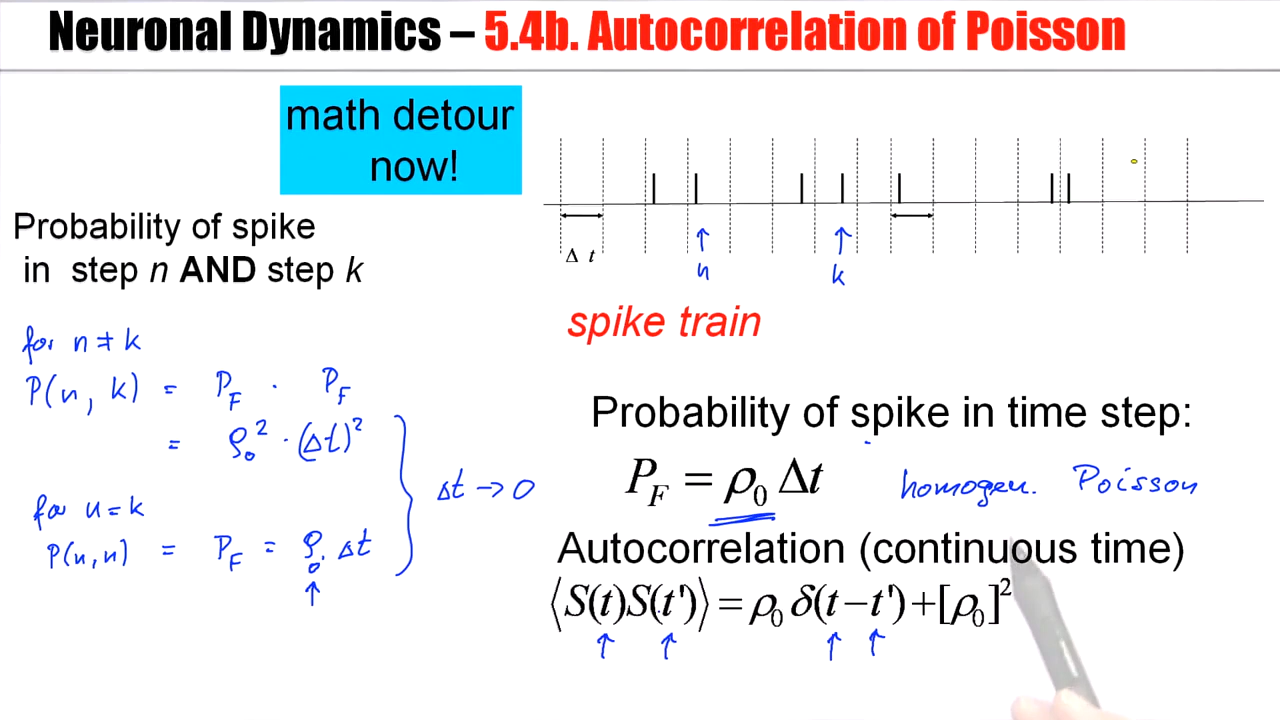 Neuronal Dynamics – 5.4b. Autocorrelation of Poisson
math detour
now!
Probability of spike
in step n AND step k
for n ≠ k
P(n, k) = P_F · P_F
= ρ₀² · (Δt)²
for n = k
P(n, n) = P_F = ρ₀ · Δt
Δt → 0
Δ t
n
k
spike train
Probability of spike in time step:
P_F = ρ₀ Δt homogen. Poisson
Autocorrelation (continuous time)
⟨S(t)S(t')⟩ = ρ₀ δ(t−t')+[ρ₀]²